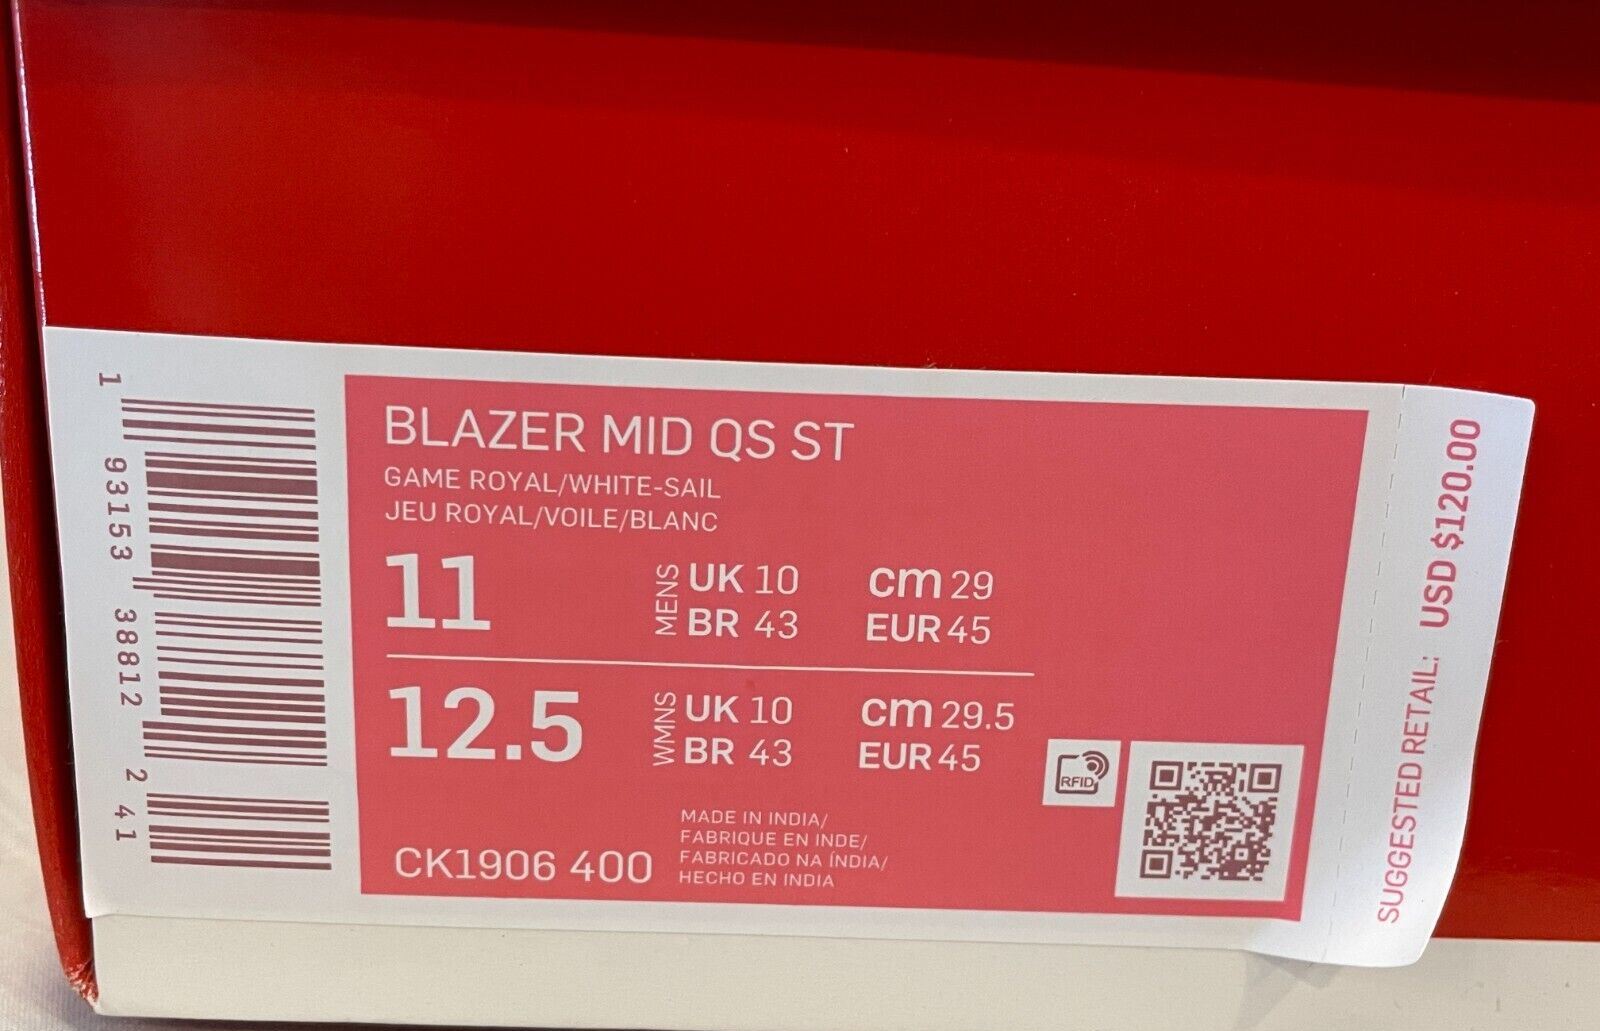 BLAZER MID QS ST
GAME ROYAL/WHITE-SAIL
JEU ROYAL/VOILE/BLANC
11 MENS UK 10 cm 29
BR 43 EUR 45
12.5 WMNS UK 10 cm 29.5
BR 43 EUR 45
CK1906 400
MADE IN INDIA/
FABRIQUE EN INDE/
FABRICADO NA ÍNDIA/
HECHO EN INDIA
RFID
SUGGESTED RETAIL: USD $120.00
1 93153 38812 2 41